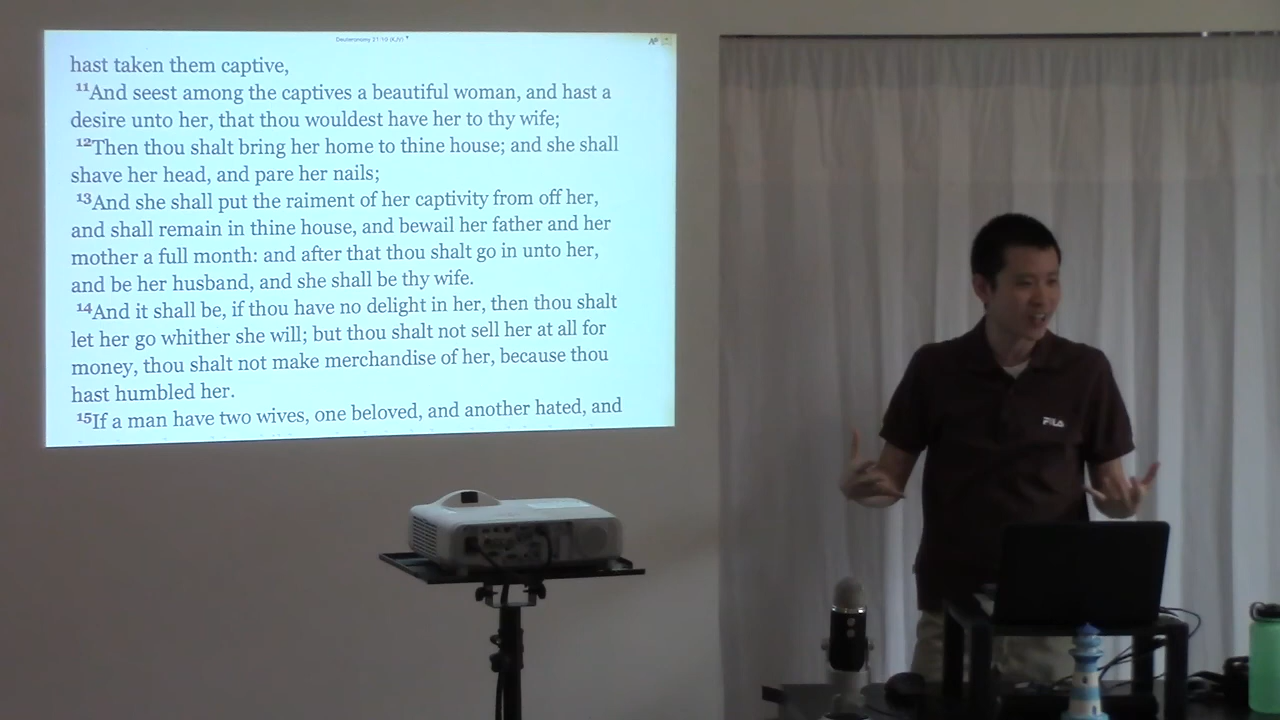 Deuteronomy 21:10 (KJV)
hast taken them captive,
11And seest among the captives a beautiful woman, and hast a
desire unto her, that thou wouldest have her to thy wife;
12Then thou shalt bring her home to thine house; and she shall
shave her head, and pare her nails;
13And she shall put the raiment of her captivity from off her,
and shall remain in thine house, and bewail her father and her
mother a full month: and after that thou shalt go in unto her,
and be her husband, and she shall be thy wife.
14And it shall be, if thou have no delight in her, then thou shalt
let her go whither she will; but thou shalt not sell her at all for
money, thou shalt not make merchandise of her, because thou
hast humbled her.
15If a man have two wives, one beloved, and another hated, and
FILA